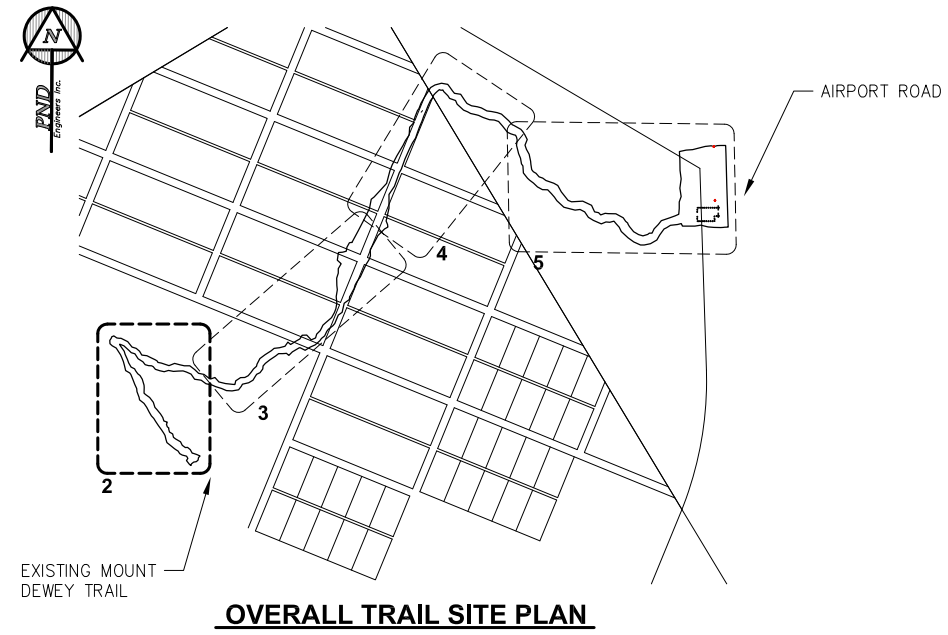 N
PND
Engineers Inc.
AIRPORT ROAD
4
5
3
2
EXISTING MOUNT
DEWEY TRAIL
OVERALL TRAIL SITE PLAN